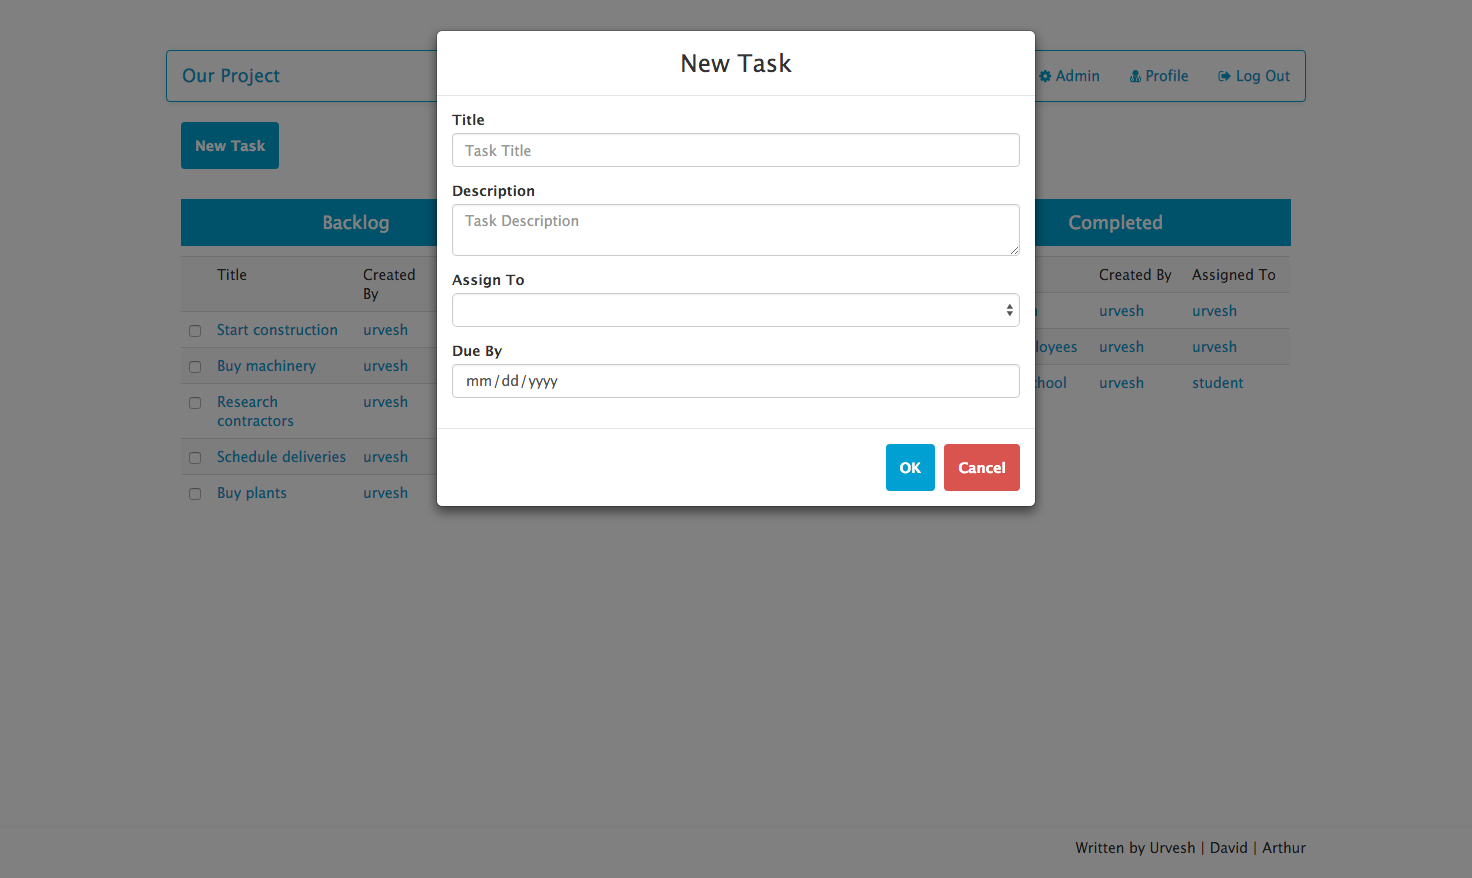 New Task
Our Project
Admin
Profile
Log Out
Title
Task Title
New Task
Description
Task Description
Backlog
Completed
Assign To
Title
Created By
Created By
Assigned To
urvesh
urvesh
Start construction
urvesh
Due By
loyees
urvesh
urvesh
Buy machinery
urvesh
mm/dd/yyyy
hool
urvesh
student
Research
contractors
urvesh
Schedule deliveries
urvesh
OK
Cancel
Buy plants
urvesh
Written by Urvesh | David | Arthur